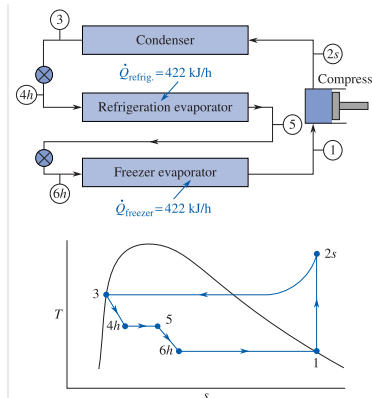 3
Condenser
2s
Q̇refrig. = 422 kJ/h
Compress
4h
Refrigeration evaporator
5
1
Freezer evaporator
6h
Q̇freezer = 422 kJ/h
2s
3
T
4h
5
6h
1
s